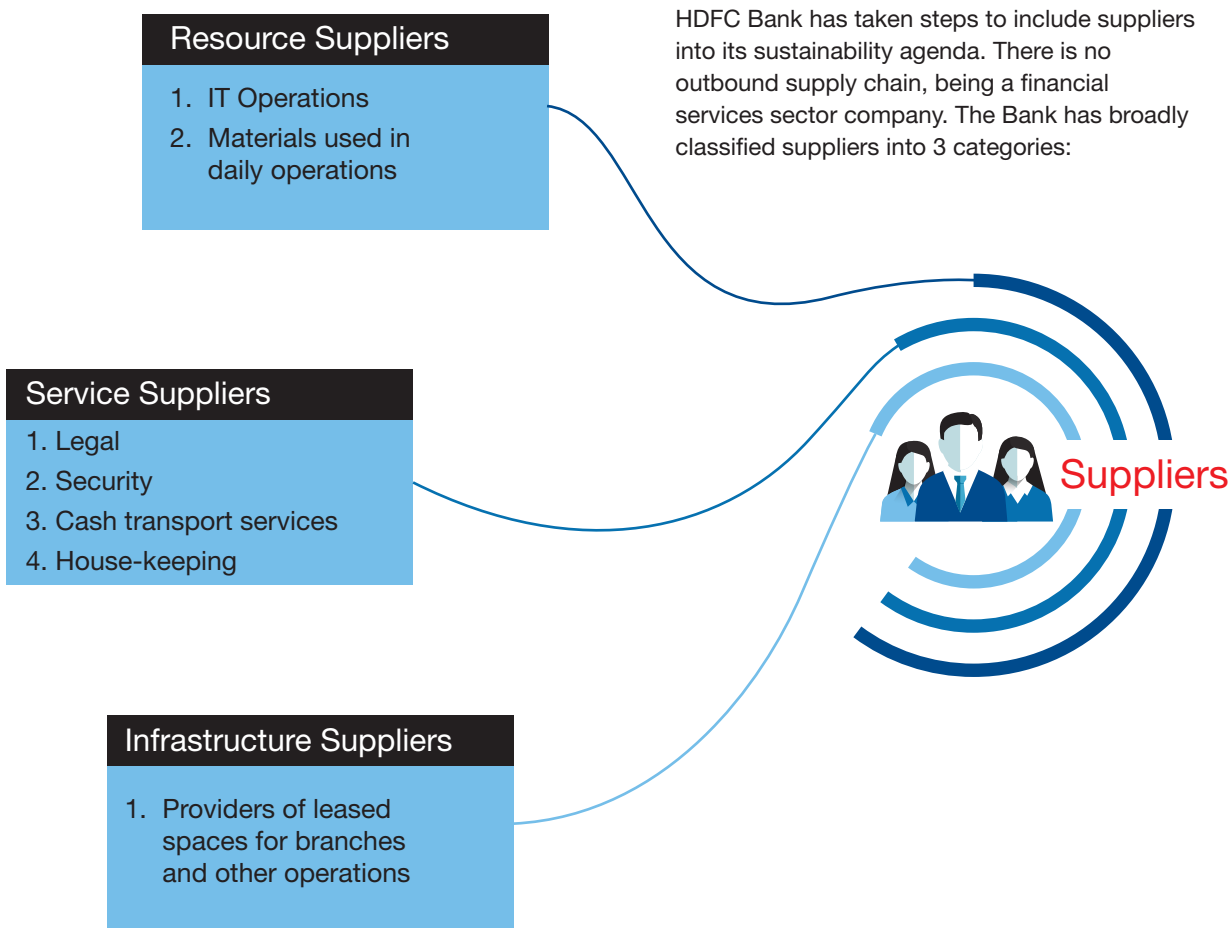 HDFC Bank has taken steps to include suppliers
into its sustainability agenda. There is no
outbound supply chain, being a financial
services sector company. The Bank has broadly
classified suppliers into 3 categories:
Resource Suppliers
1. IT Operations
2. Materials used in
daily operations
Service Suppliers
1. Legal
2. Security
3. Cash transport services
4. House-keeping
Suppliers
Infrastructure Suppliers
1. Providers of leased
spaces for branches
and other operations